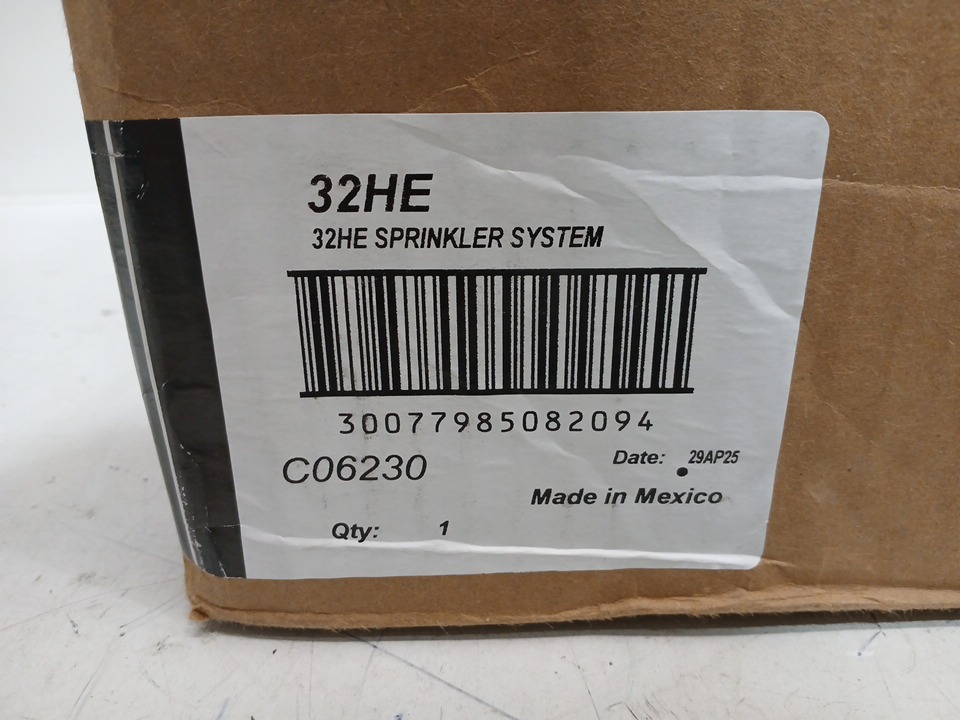 32HE
32HE SPRINKLER SYSTEM
30077985082094
C06230
Date: 29AP25
Made in Mexico
Qty: 1